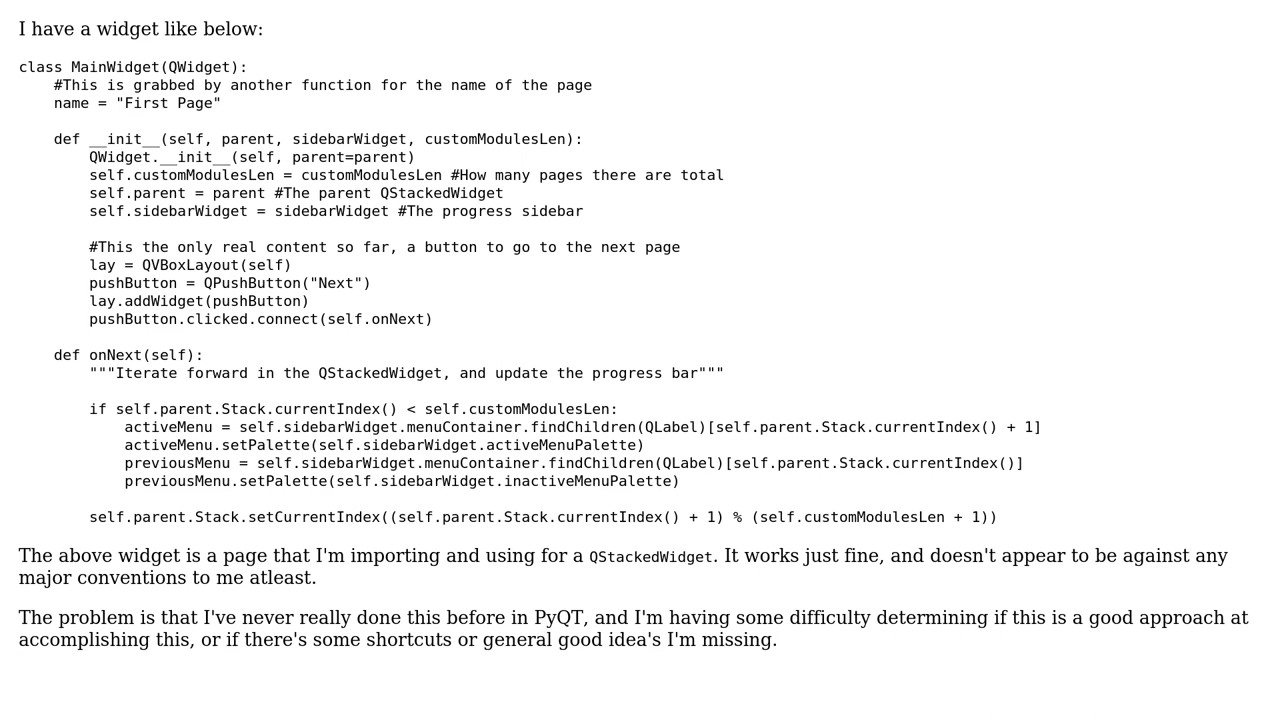 I have a widget like below:
class MainWidget(QWidget):
    #This is grabbed by another function for the name of the page
    name = "First Page"

    def __init__(self, parent, sidebarWidget, customModulesLen):
        QWidget.__init__(self, parent=parent)
        self.customModulesLen = customModulesLen #How many pages there are total
        self.parent = parent #The parent QStackedWidget
        self.sidebarWidget = sidebarWidget #The progress sidebar

        #This the only real content so far, a button to go to the next page
        lay = QVBoxLayout(self)
        pushButton = QPushButton("Next")
        lay.addWidget(pushButton)
        pushButton.clicked.connect(self.onNext)

    def onNext(self):
        """Iterate forward in the QStackedWidget, and update the progress bar"""

        if self.parent.Stack.currentIndex() < self.customModulesLen:
            activeMenu = self.sidebarWidget.menuContainer.findChildren(QLabel)[self.parent.Stack.currentIndex() + 1]
            activeMenu.setPalette(self.sidebarWidget.activeMenuPalette)
            previousMenu = self.sidebarWidget.menuContainer.findChildren(QLabel)[self.parent.Stack.currentIndex()]
            previousMenu.setPalette(self.sidebarWidget.inactiveMenuPalette)

        self.parent.Stack.setCurrentIndex((self.parent.Stack.currentIndex() + 1) % (self.customModulesLen + 1))
The above widget is a page that I'm importing and using for a QStackedWidget. It works just fine, and doesn't appear to be against any
major conventions to me atleast.
The problem is that I've never really done this before in PyQT, and I'm having some difficulty determining if this is a good approach at
accomplishing this, or if there's some shortcuts or general good idea's I'm missing.